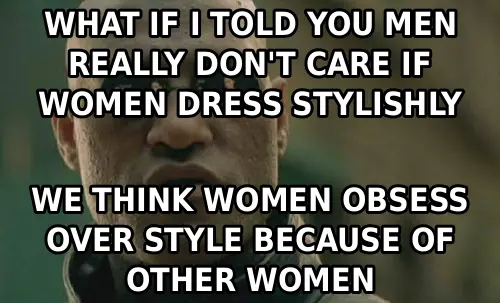 WHAT IF I TOLD YOU MEN
REALLY DON'T CARE IF
WOMEN DRESS STYLISHLY
WE THINK WOMEN OBSESS
OVER STYLE BECAUSE OF
OTHER WOMEN